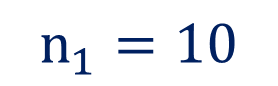 n₁ = 10